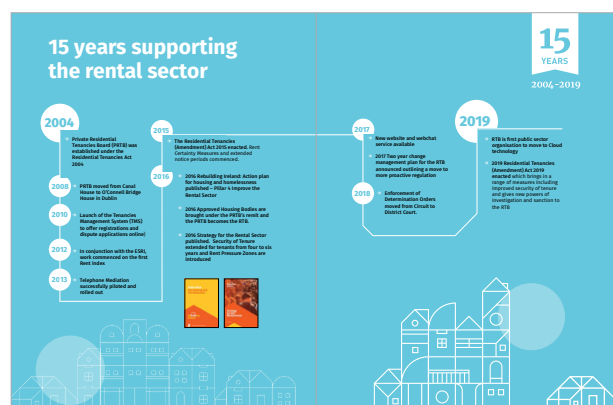 15 years supporting
the rental sector
15
YEARS
2004-2019
2004
Private Residential
Tenancies Board (PRTB) was
established under the
Residential Tenancies Act
2004
2008
PRTB moved from Canal
House to O'Connell Bridge
House in Dublin
2010
Launch of the Tenancies
Management System (TMS)
to offer registrations and
dispute applications online)
2012
In conjunction with the ESRI,
work commenced on the first
Rent Index
2013
Telephone Mediation
successfully piloted and
rolled out
2015
The Residential Tenancies
(Amendment) Act 2015 enacted. Rent
Certainty Measures and extended
notice periods commenced.
2016
2016 Rebuilding Ireland: Action plan
for housing and homelessness
published – Pillar 4 improve the
Rental Sector
2016 Approved Housing Bodies are
brought under the PRTB's remit and
the PRTB becomes the RTB.
2016 Strategy for the Rental Sector
published. Security of Tenure
extended for tenants from four to six
years and Rent Pressure Zones are
introduced
2017
New website and webchat
service available
2017 Two year change
management plan for the RTB
announced outlining a move to
more proactive regulation
2018
Enforcement of
Determination Orders
moved from Circuit to
District Court.
2019
RTB is first public sector
organisation to move to Cloud
technology
2019 Residential Tenancies
(Amendment) Act 2019
enacted which brings in a
range of measures including
improved security of tenure
and gives new powers of
investigation and sanction to
the RTB